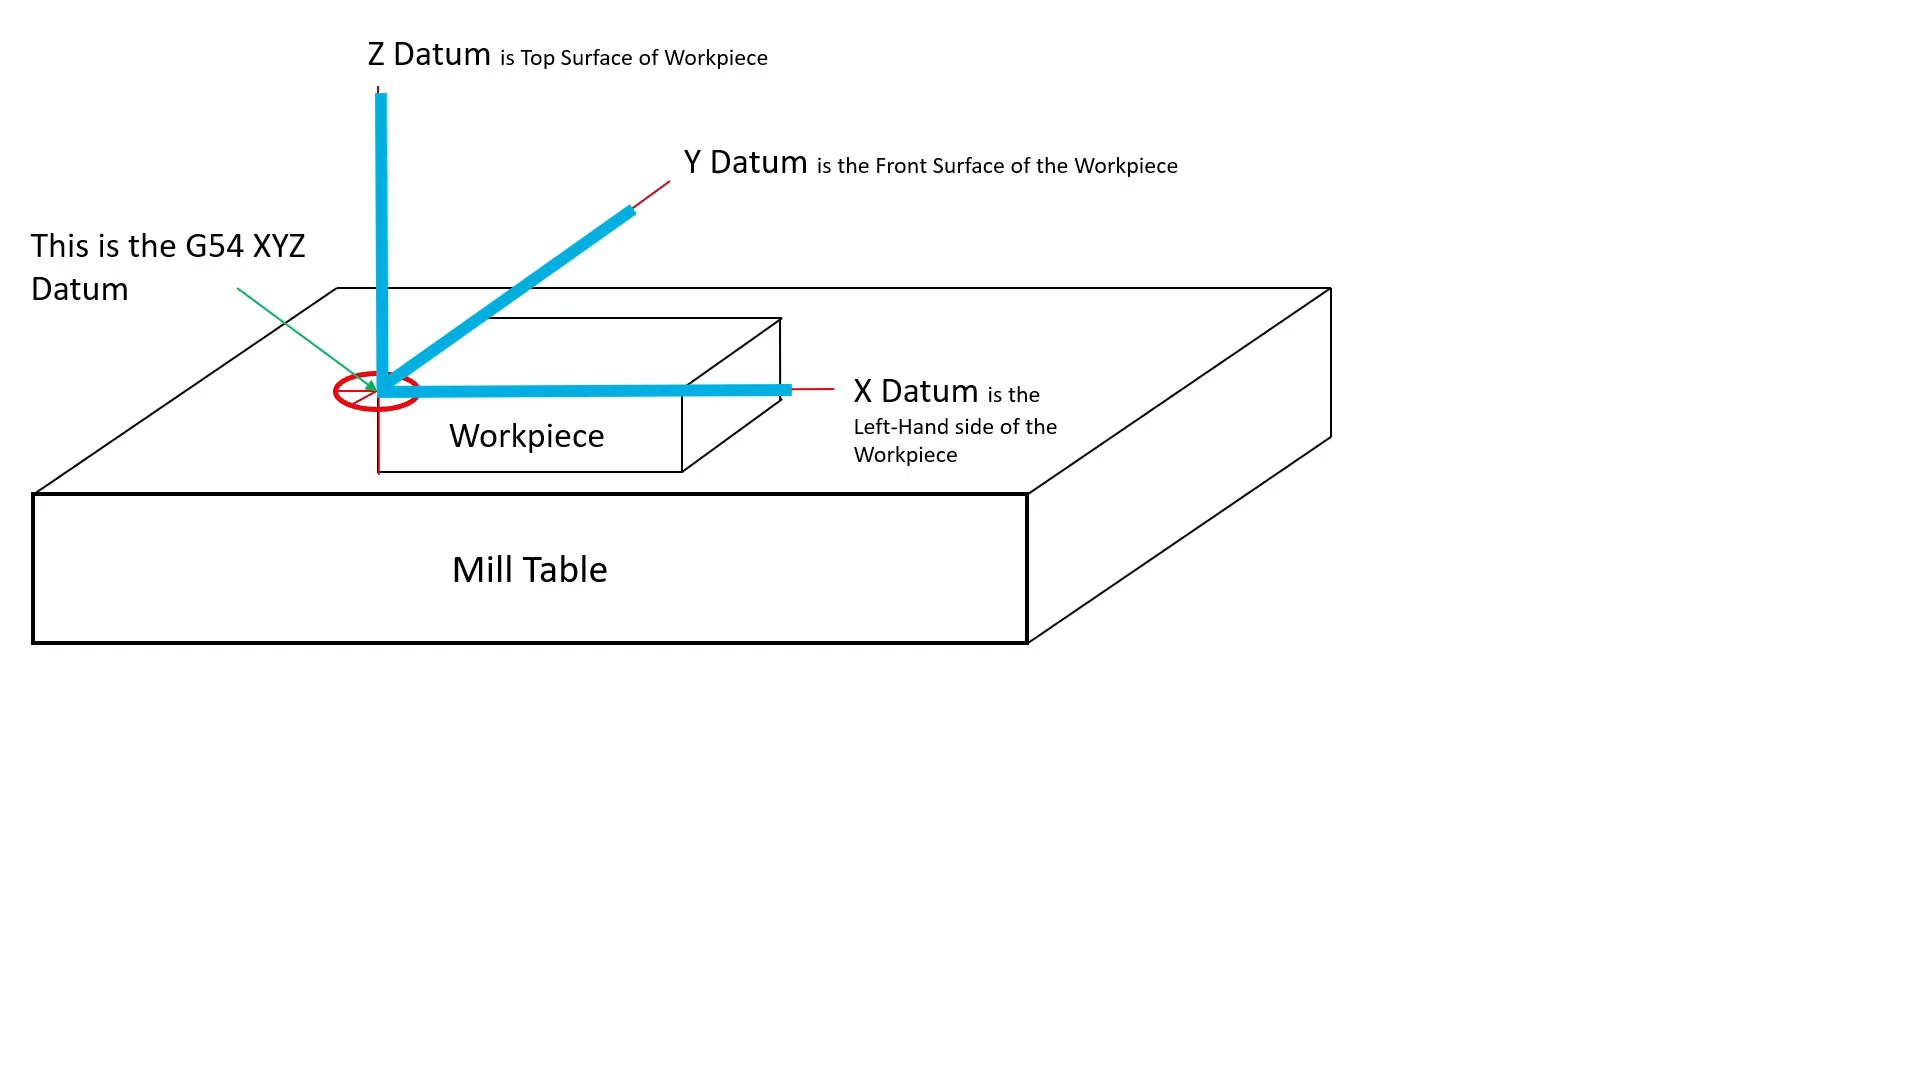 Z Datum is Top Surface of Workpiece
Y Datum is the Front Surface of the Workpiece
This is the G54 XYZ
Datum
X Datum is the
Left-Hand side of the
Workpiece
Workpiece
Mill Table